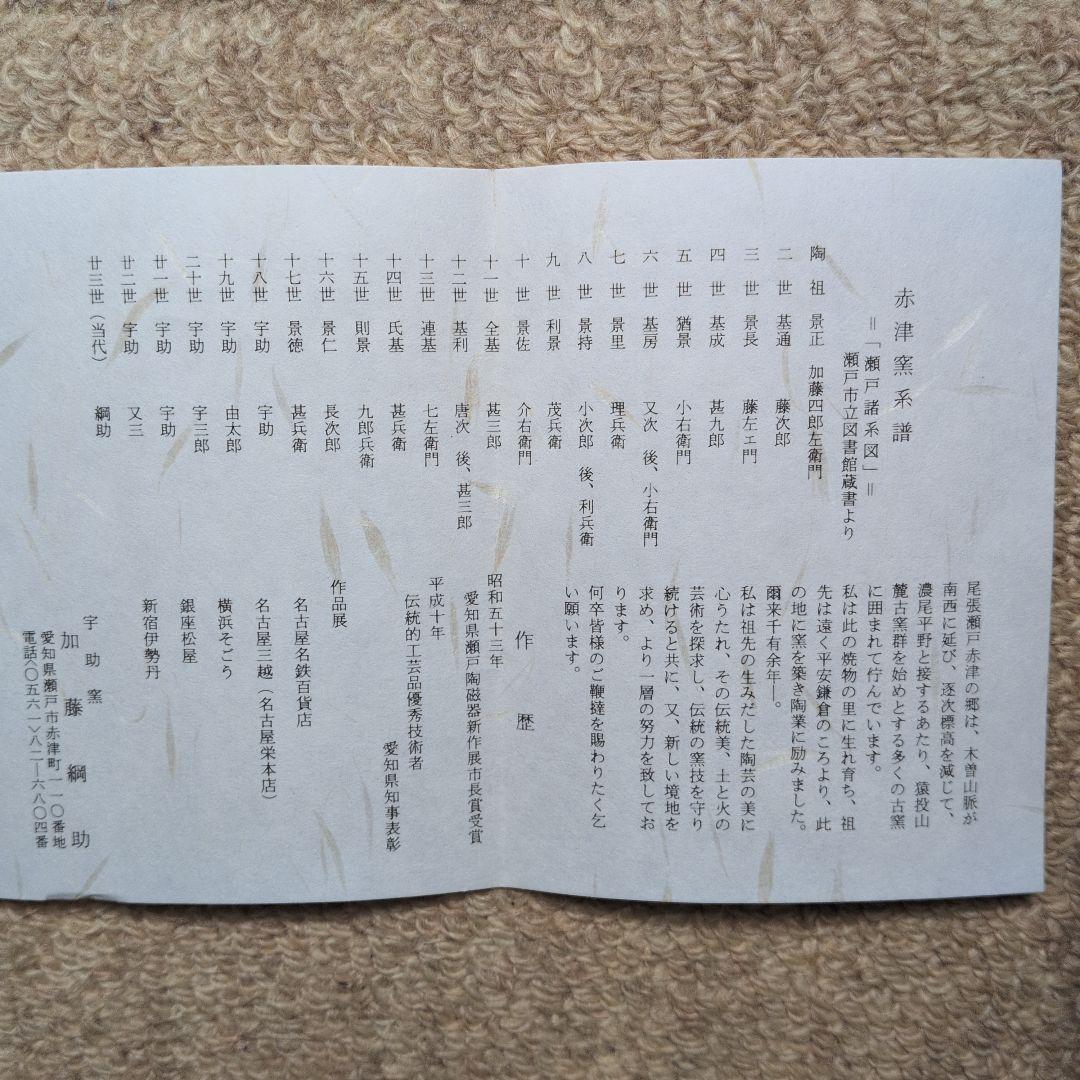 赤津窯系譜
＝「瀬戸諸系図」＝
瀬戸市立図書館蔵書より
陶祖 景正 加藤四郎左衛門
二世 基通 藤次郎
三世 景長 藤左エ門
四世 基成 甚九郎
五世 猶景 小右衛門
六世 基房 又次 後、小右衛門
七世 景里 理兵衛
八世 景持 小次郎 後、利兵衛
九世 利景 茂兵衛
十世 景佐 介右衛門
十一世 全基 甚三郎
十二世 基利 唐次 後、甚三郎
十三世 連基 七左衛門
十四世 氏基 甚兵衛
十五世 則景 九郎兵衛
十六世 景仁 長次郎
十七世 景徳 甚兵衛
十八世 宇助 宇助
十九世 宇助 由太郎
二十世 宇助 宇三郎
廿一世 宇助 宇助
廿二世 宇助 又三
廿三世（当代） 綱助
尾張瀬戸赤津の郷は、木曽山脈が
南西に延び、逐次標高を減じて、
濃尾平野と接するあたり、猿投山
麓古窯群を始めとする多くの古窯
に囲まれて佇んでいます。
私は此の焼物の里に生れ育ち、祖
先は遠く平安鎌倉のころより、此
の地に窯を築き陶業に励みました。
爾来千有余年―。
私は祖先の生みだした陶芸の美に
心うたれ、その伝統美、土と火の
芸術を探求し、伝統の窯技を守り
続けると共に、又、新しい境地を
求め、より一層の努力を致してお
ります。
何卒皆様のご鞭撻を賜わりたく乞
い願います。
作歴
昭和五十三年
愛知県瀬戸陶磁器新作展市長賞受賞
平成十年
伝統的工芸品優秀技術者
愛知県知事表彰
作品展
名古屋名鉄百貨店
名古屋三越（名古屋栄本店）
横浜そごう
銀座松屋
新宿伊勢丹
宇助窯
加藤綱助
愛知県瀬戸市赤津町一一〇番地
電話〈〇五六一〉八二―六八〇四番